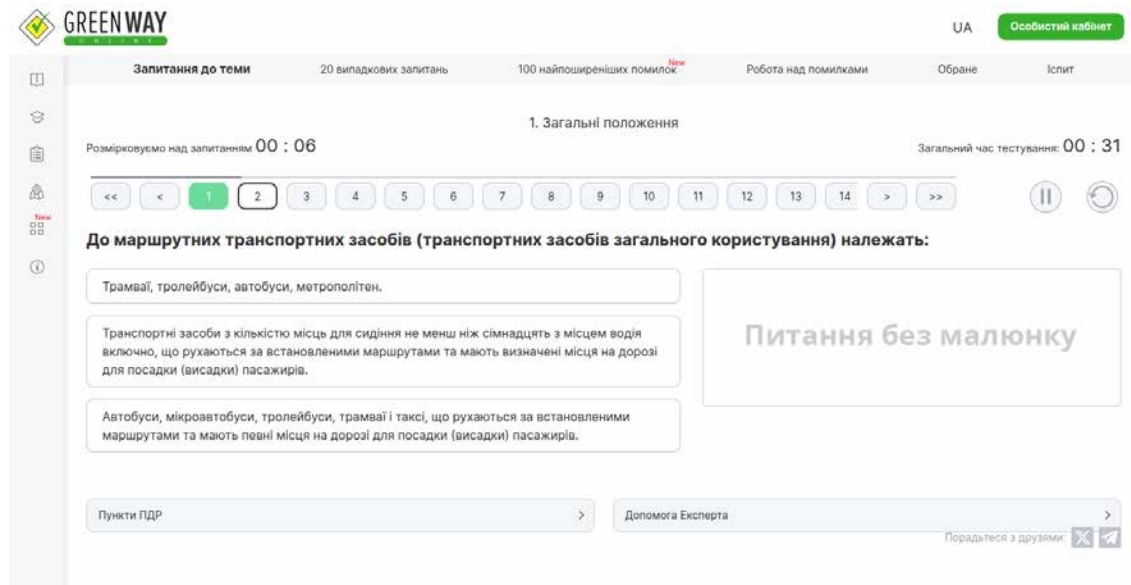 GREEN WAY
ONLINE
UA
Особистий кабінет
Запитання до теми
20 випадкових запитань
100 найпоширеніших помилок New
Робота над помилками
Обране
Іспит
1. Загальні положення
Розмірковуємо над запитанням 00 : 06
Загальний час тестування: 00 : 31
<< < 1 2 3 4 5 6 7 8 9 10 11 12 13 14 > >>
New
До маршрутних транспортних засобів (транспортних засобів загального користування) належать:
Трамваї, тролейбуси, автобуси, метрополітен.
Транспортні засоби з кількістю місць для сидіння не менш ніж сімнадцять з місцем водія
включно, що рухаються за встановленими маршрутами та мають визначені місця на дорозі
для посадки (висадки) пасажирів.
Автобуси, мікроавтобуси, тролейбуси, трамваї і таксі, що рухаються за встановленими
маршрутами та мають певні місця на дорозі для посадки (висадки) пасажирів.
Питання без малюнку
Пункти ПДР >
Допомога Експерта >
Порадьтеся з друзями: